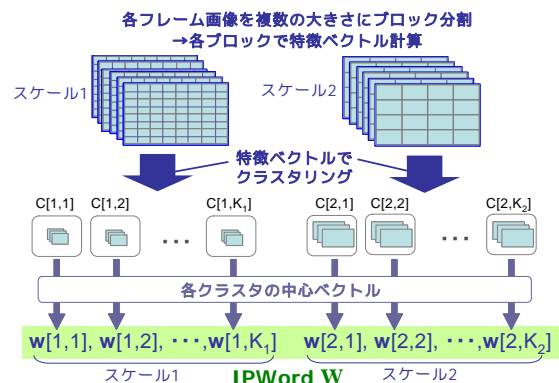 各フレーム画像を複数の大きさにブロック分割
→各ブロックで特徴ベクトル計算
スケール1
スケール2
特徴ベクトルで
クラスタリング
C[1,1] C[1,2] C[1,K₁] C[2,1] C[2,2] C[2,K₂]
・・・ ・・・
各クラスタの中心ベクトル
w[1,1], w[1,2], ・・・,w[1,K₁] w[2,1], w[2,2], ・・・,w[2,K₂]
スケール1 スケール2
IPWord W